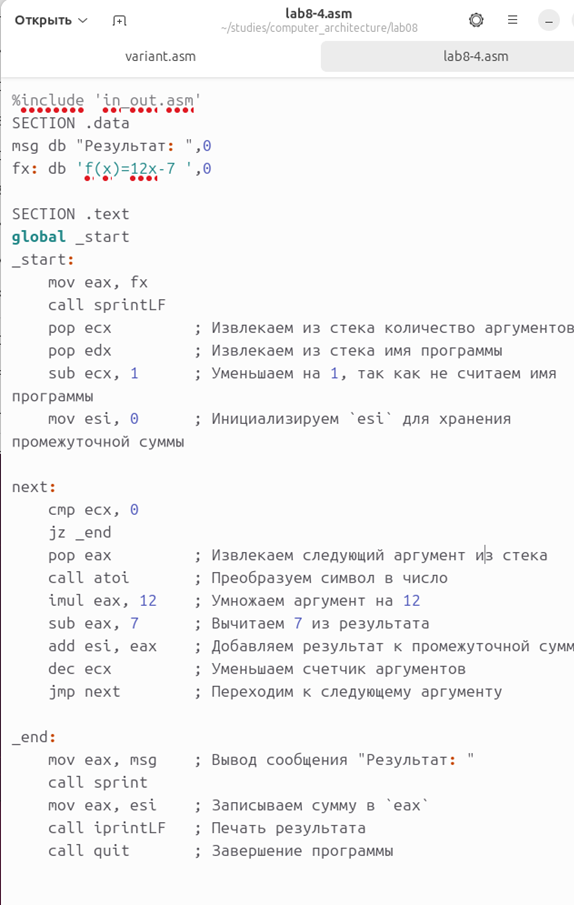 Открыть
lab8-4.asm
~/studies/computer_architecture/lab08
variant.asm
lab8-4.asm
%include 'in_out.asm'
SECTION .data
msg db "Результат: ",0
fx: db 'f(x)=12x-7 ',0
SECTION .text
global _start
_start:
mov eax, fx
call sprintLF
pop ecx ; Извлекаем из стека количество аргументов
pop edx ; Извлекаем из стека имя программы
sub ecx, 1 ; Уменьшаем на 1, так как не считаем имя
программы
mov esi, 0 ; Инициализируем `esi` для хранения
промежуточной суммы
next:
cmp ecx, 0
jz _end
pop eax ; Извлекаем следующий аргумент из стека
call atoi ; Преобразуем символ в число
imul eax, 12 ; Умножаем аргумент на 12
sub eax, 7 ; Вычитаем 7 из результата
add esi, eax ; Добавляем результат к промежуточной сумм
dec ecx ; Уменьшаем счетчик аргументов
jmp next ; Переходим к следующему аргументу
_end:
mov eax, msg ; Вывод сообщения "Результат: "
call sprint
mov eax, esi ; Записываем сумму в `eax`
call iprintLF ; Печать результата
call quit ; Завершение программы